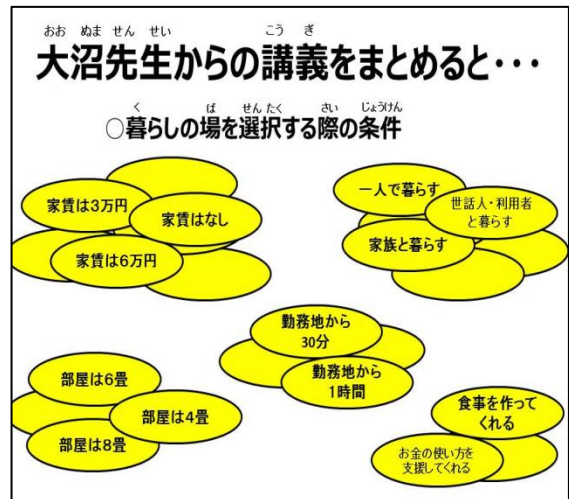 おお ぬま せん せい こう ぎ
大沼先生からの講義をまとめると・・・
く ば せんたく さい じょうけん
○暮らしの場を選択する際の条件
家賃は3万円
家賃はなし
家賃は6万円
一人で暮らす
世話人・利用者
と暮らす
家族と暮らす
勤務地から
30分
勤務地から
1時間
部屋は6畳
部屋は4畳
部屋は8畳
食事を作って
くれる
お金の使い方を
支援してくれる